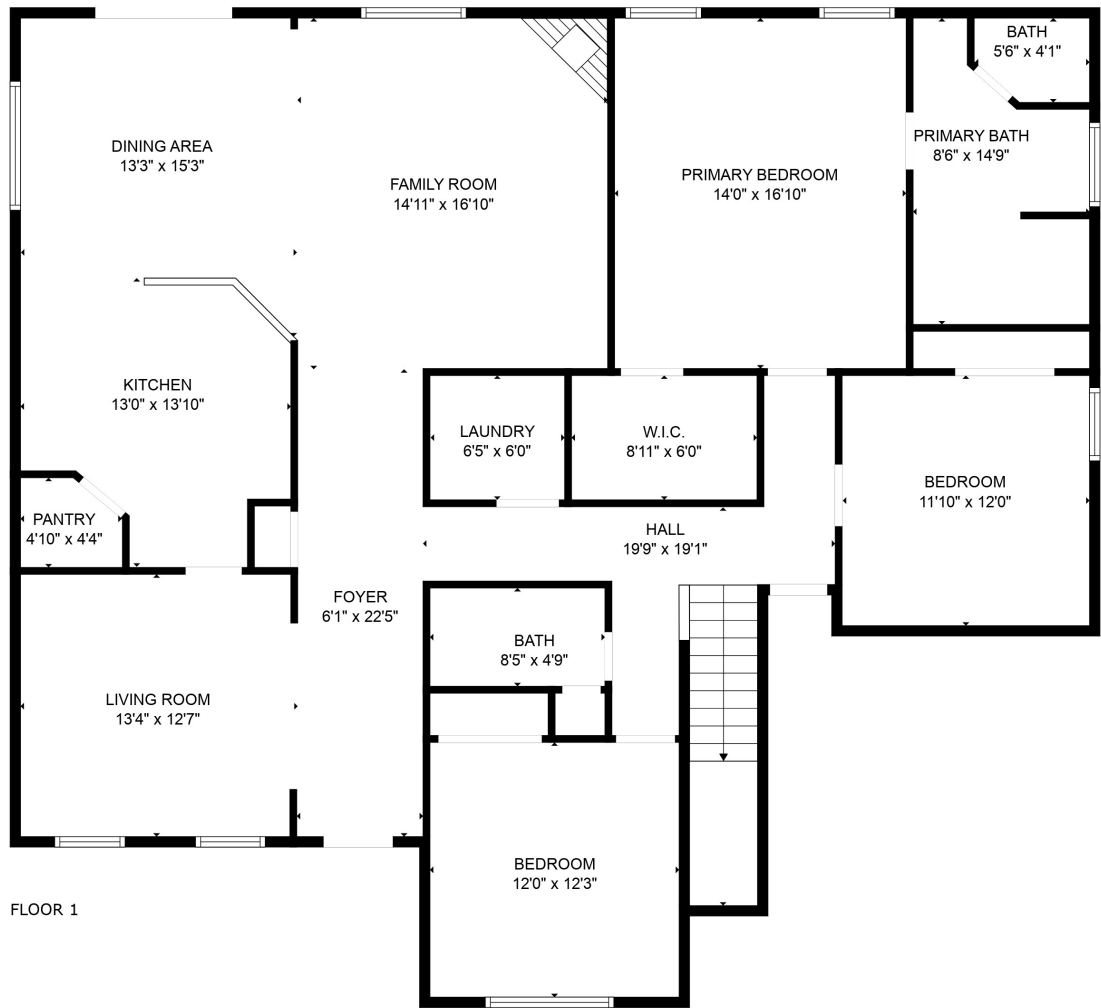 BATH
5'6" x 4'1"
DINING AREA
13'3" x 15'3"
PRIMARY BATH
8'6" x 14'9"
FAMILY ROOM
14'11" x 16'10"
PRIMARY BEDROOM
14'0" x 16'10"
KITCHEN
13'0" x 13'10"
LAUNDRY
6'5" x 6'0"
W.I.C.
8'11" x 6'0"
BEDROOM
11'10" x 12'0"
PANTRY
4'10" x 4'4"
HALL
19'9" x 19'1"
FOYER
6'1" x 22'5"
BATH
8'5" x 4'9"
LIVING ROOM
13'4" x 12'7"
BEDROOM
12'0" x 12'3"
FLOOR 1